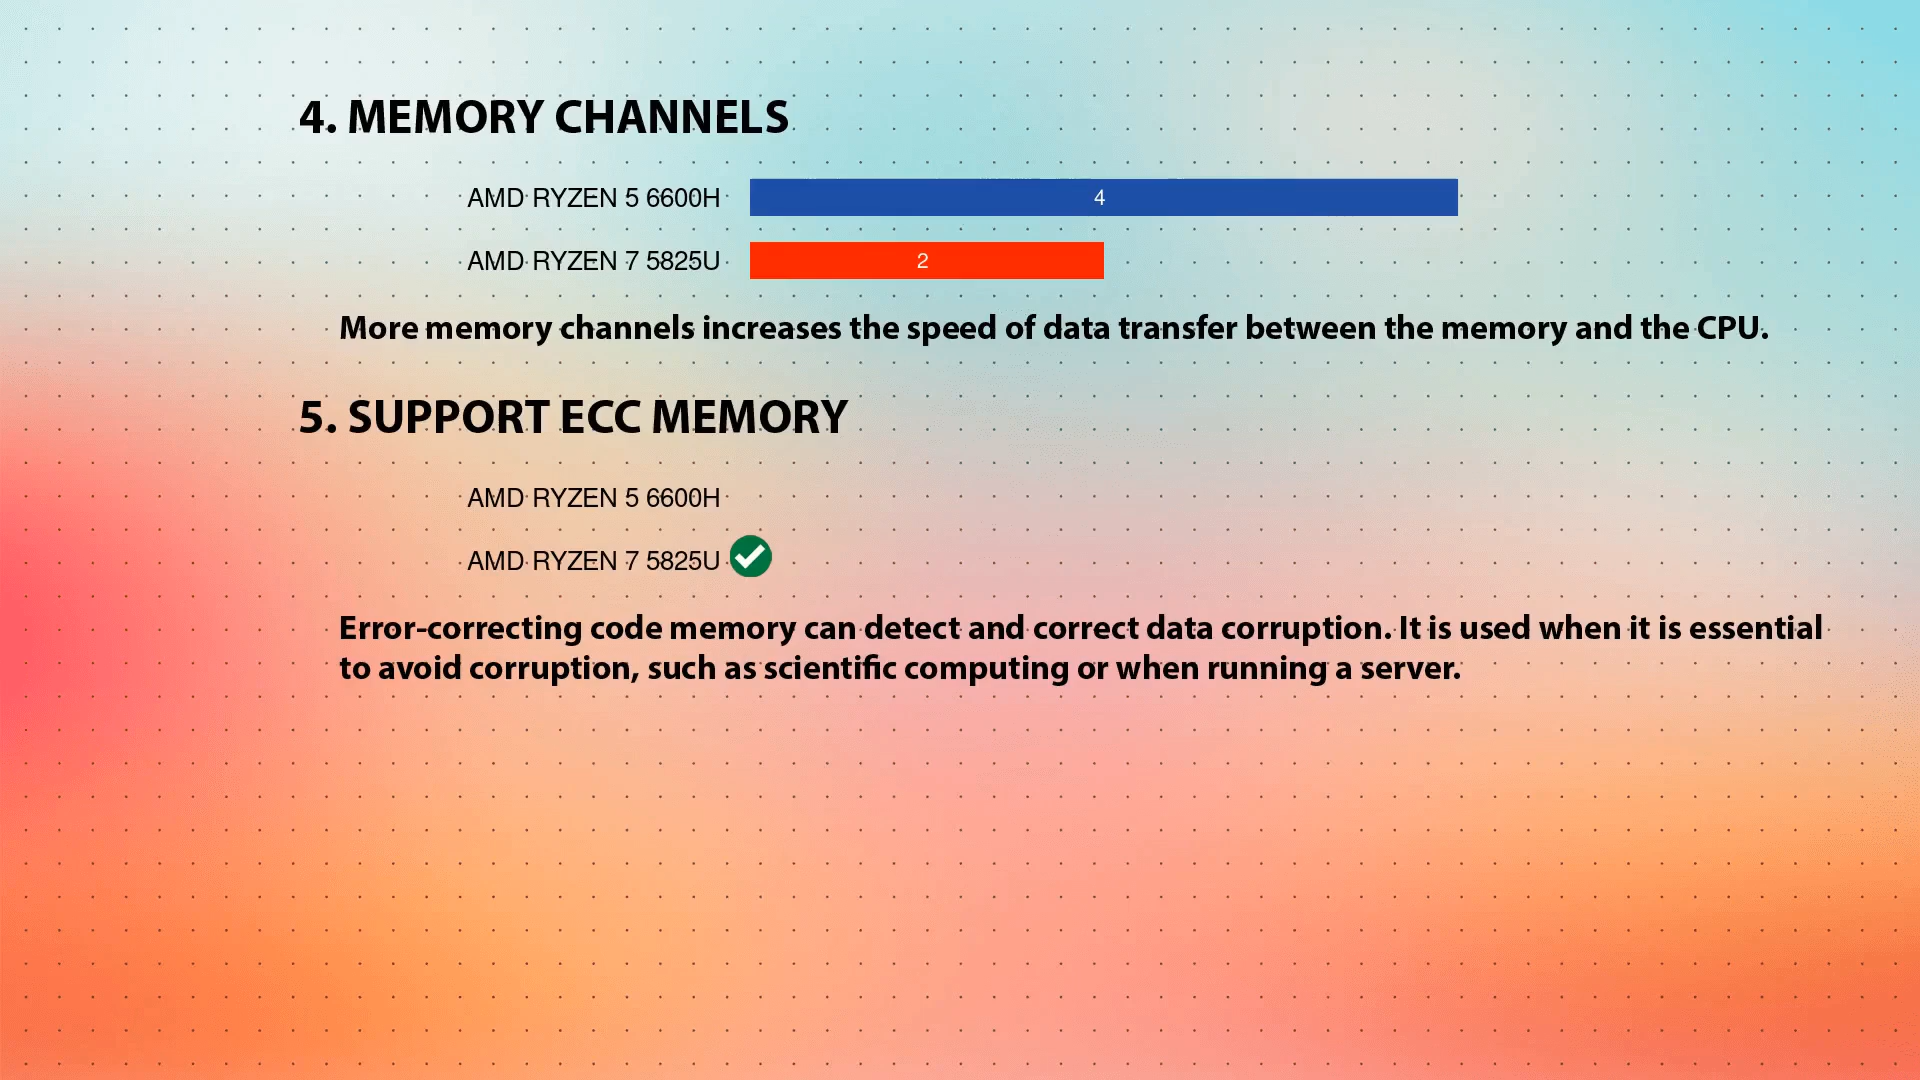 4. MEMORY CHANNELS
AMD RYZEN 5 6600H
4
AMD RYZEN 7 5825U
2
More memory channels increases the speed of data transfer between the memory and the CPU.
5. SUPPORT ECC MEMORY
AMD RYZEN 5 6600H
AMD RYZEN 7 5825U
Error-correcting code memory can detect and correct data corruption. It is used when it is essential
to avoid corruption, such as scientific computing or when running a server.